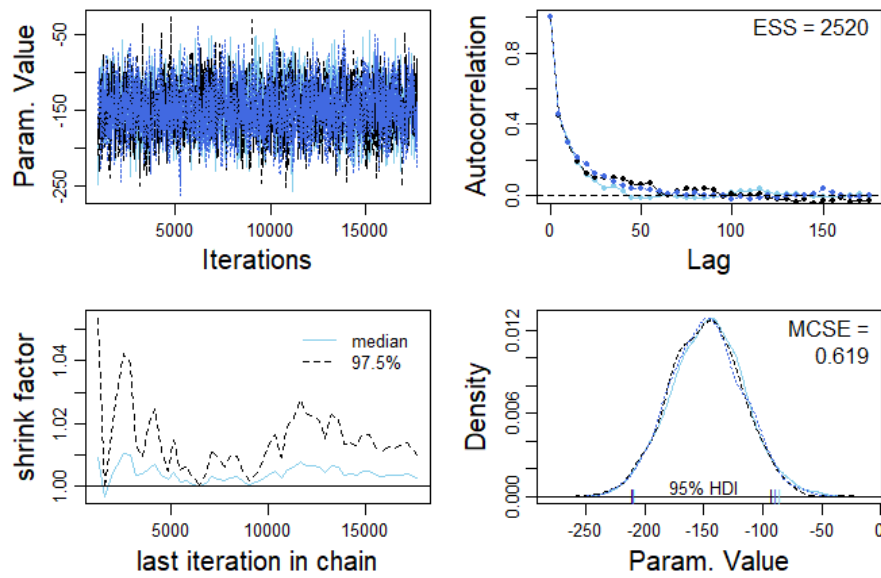 Param. Value
-50
-150
-250
5000 10000 15000
Iterations
Autocorrelation
0.8
0.4
0.0
ESS = 2520
0 50 100 150
Lag
shrink factor
1.04
1.02
1.00
median
97.5%
5000 10000 15000
last iteration in chain
Density
0.012
0.006
0.000
MCSE =
0.619
95% HDI
-250 -200 -150 -100 -50 0
Param. Value